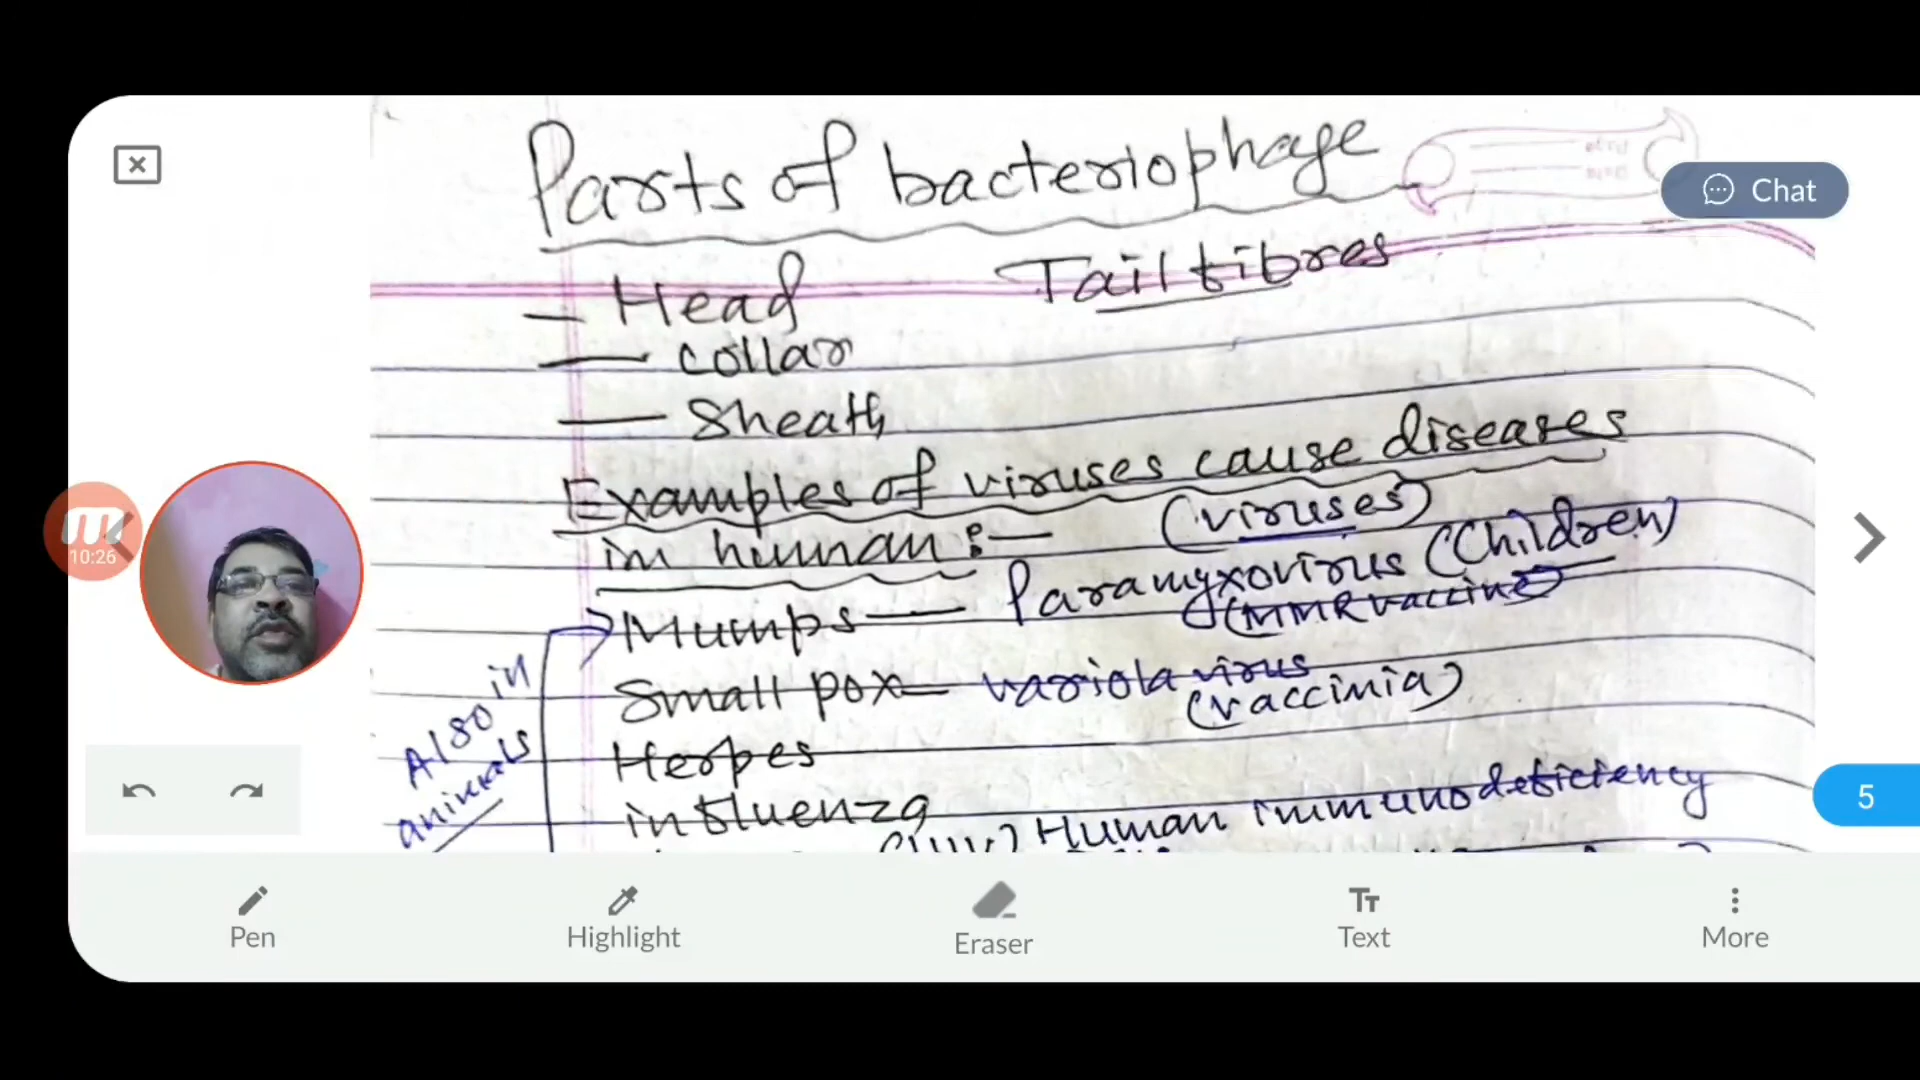 Parts of bacteriophage
Chat
— Head Tail fibres
— Collar
— Sheath
Examples of viruses cause diseases
in human :— (viruses)
Mumps — Paramyxovirus (Children)
(MMR vaccine)
Small pox — variola virus
(vaccinia)
Also in
animals
Herpes
influenza
Human immunodeficiency
10:26
5
Pen
Highlight
Eraser
Text
More